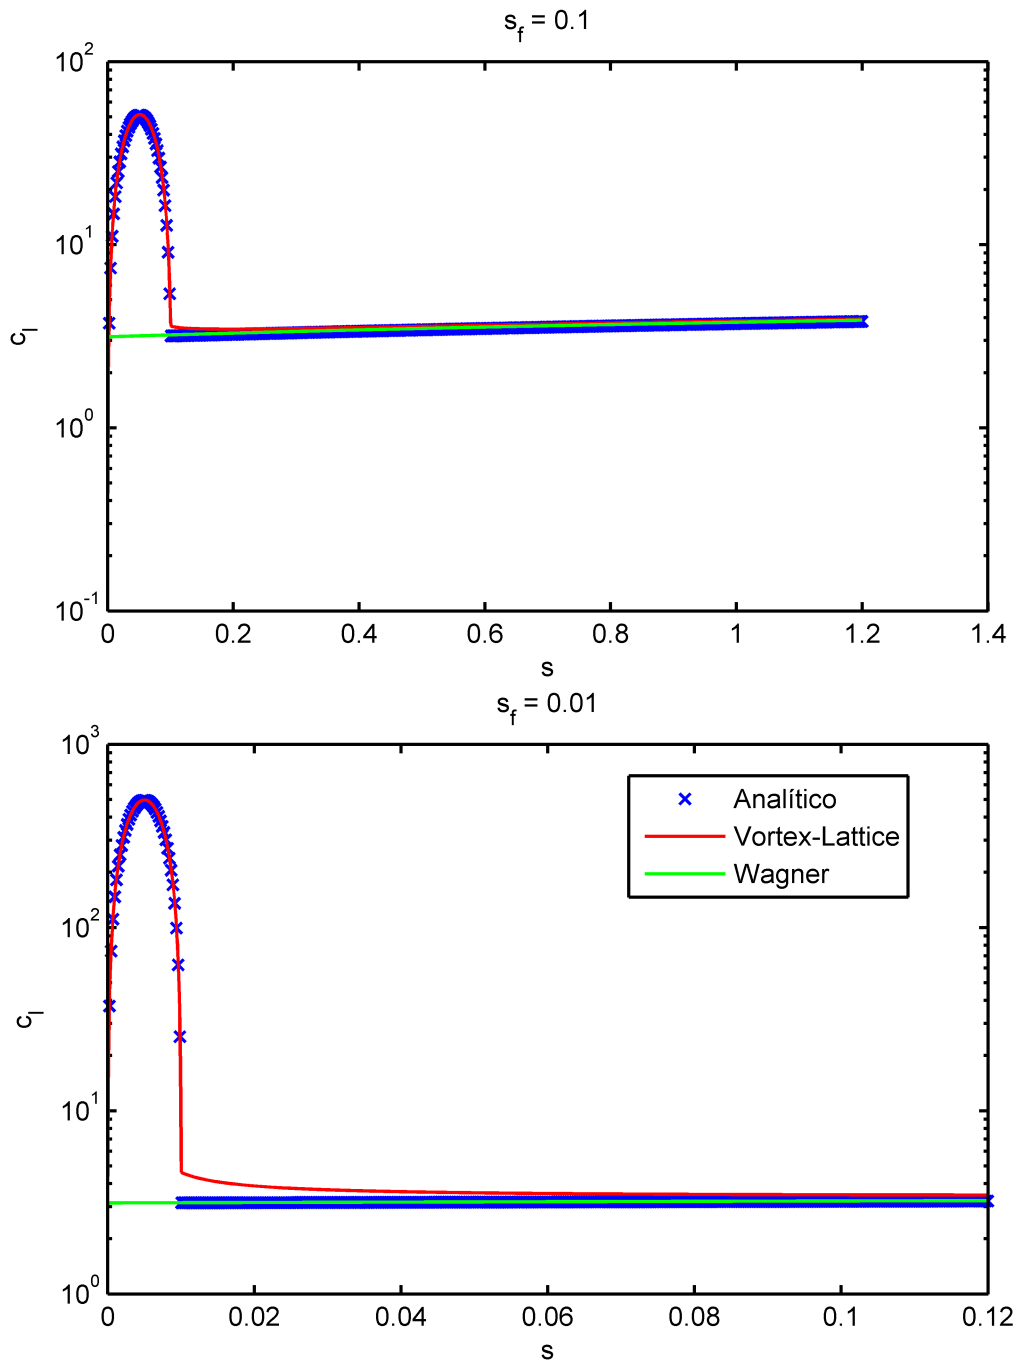 s_f = 0.1
10^2
10^1
10^0
10^-1
c_l
0 0.2 0.4 0.6 0.8 1 1.2 1.4
s
s_f = 0.01
10^3
10^2
10^1
10^0
c_l
Analítico
Vortex-Lattice
Wagner
0 0.02 0.04 0.06 0.08 0.1 0.12
s